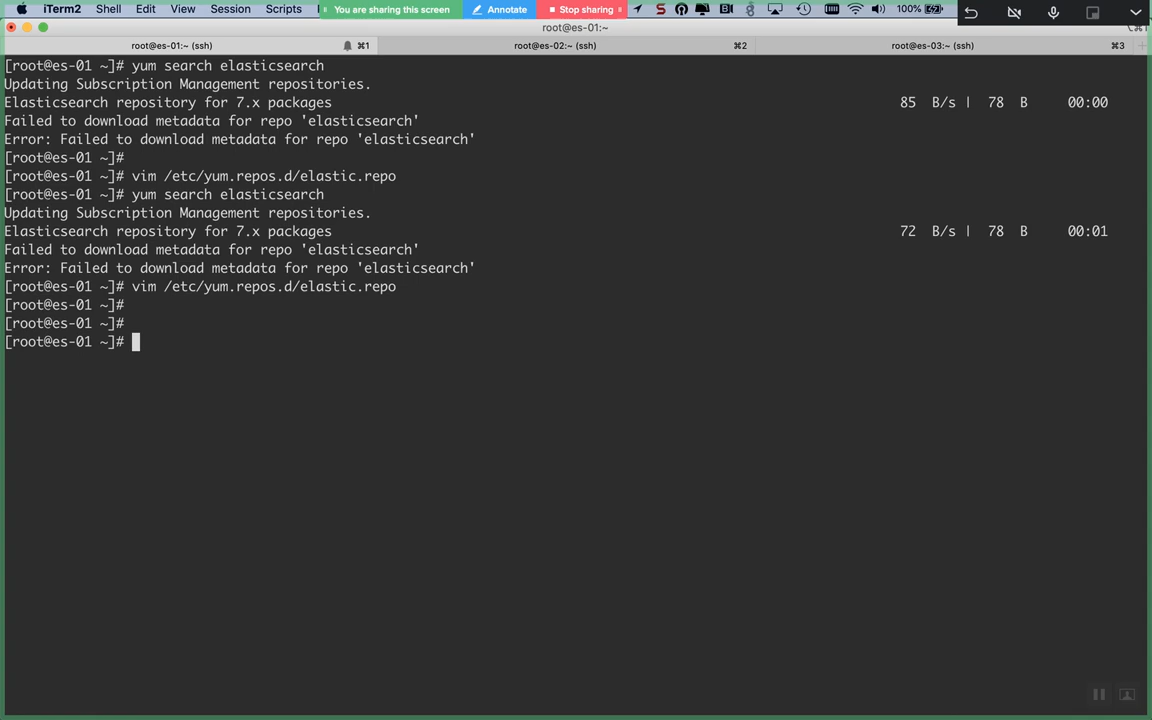 iTerm2 Shell Edit View Session Scripts You are sharing this screen Annotate Stop sharing 100%
root@es-01:~
root@es-01:~ (ssh) ⌘1 root@es-02:~ (ssh) ⌘2 root@es-03:~ (ssh) ⌘3
[root@es-01 ~]# yum search elasticsearch
Updating Subscription Management repositories.
Elasticsearch repository for 7.x packages 85 B/s | 78 B 00:00
Failed to download metadata for repo 'elasticsearch'
Error: Failed to download metadata for repo 'elasticsearch'
[root@es-01 ~]#
[root@es-01 ~]# vim /etc/yum.repos.d/elastic.repo
[root@es-01 ~]# yum search elasticsearch
Updating Subscription Management repositories.
Elasticsearch repository for 7.x packages 72 B/s | 78 B 00:01
Failed to download metadata for repo 'elasticsearch'
Error: Failed to download metadata for repo 'elasticsearch'
[root@es-01 ~]# vim /etc/yum.repos.d/elastic.repo
[root@es-01 ~]#
[root@es-01 ~]#
[root@es-01 ~]#